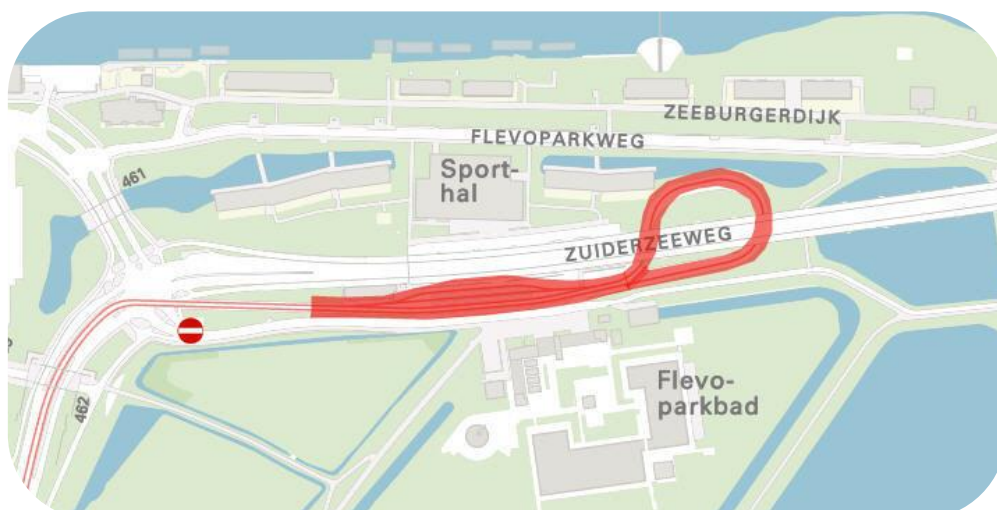 ZEEBURGERDIJK
FLEVOPARKWEG
Sport-
hal
461
ZUIDERZEEWEG
Flevo-
parkbad
462